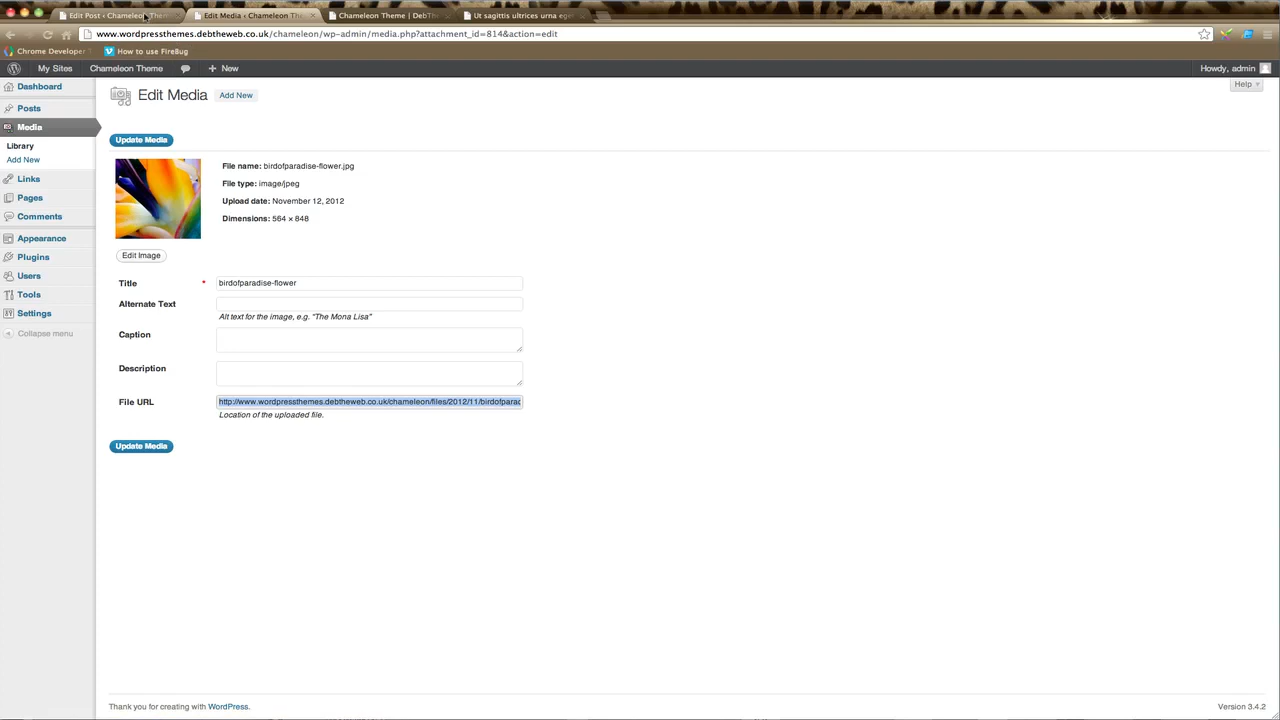 Edit Post ‹ Chameleon Them
Edit Media ‹ Chameleon Th
Chameleon Theme | DebTh
Ut sagittis ultrices urna ege
www.wordpressthemes.debtheweb.co.uk/chameleon/wp-admin/media.php?attachment_id=814&action=edit
Chrome Developer
How to use FireBug
My Sites
Chameleon Theme
+ New
Howdy, admin
Dashboard
Edit Media
Add New
Help
Posts
Media
Library
Add New
Links
Pages
Comments
Appearance
Plugins
Users
Tools
Settings
Collapse menu
Update Media
File name: birdofparadise-flower.jpg
File type: image/jpeg
Upload date: November 12, 2012
Dimensions: 564 × 848
Edit Image
Title * birdofparadise-flower
Alternate Text
Alt text for the image, e.g. "The Mona Lisa"
Caption
Description
File URL http://www.wordpressthemes.debtheweb.co.uk/chameleon/files/2012/11/birdofparad
Location of the uploaded file.
Update Media
Thank you for creating with WordPress.
Version 3.4.2